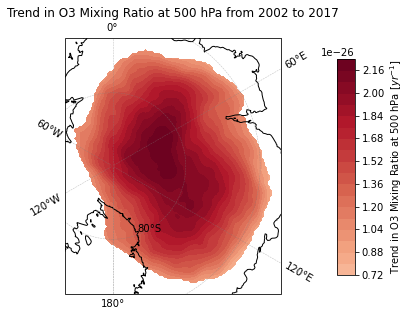 Trend in O3 Mixing Ratio at 500 hPa from 2002 to 2017
0°
60°E
60°W
120°W
80°S
120°E
180°
1e−26
2.16
2.00
1.84
1.68
1.52
1.36
1.20
1.04
0.88
0.72
Trend in O3 Mixing Ratio at 500 hPa [yr⁻¹]